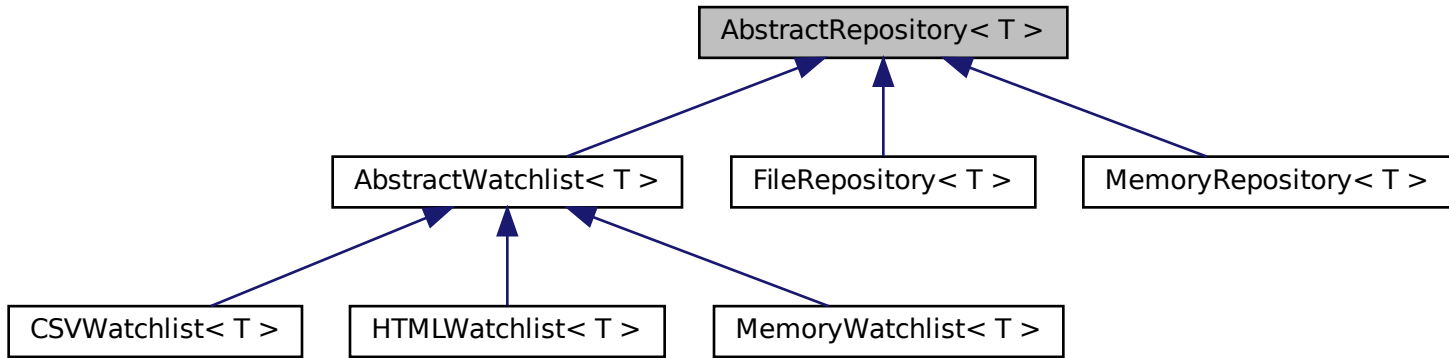 AbstractRepository< T >
AbstractWatchlist< T >
FileRepository< T >
MemoryRepository< T >
CSVWatchlist< T >
HTMLWatchlist< T >
MemoryWatchlist< T >